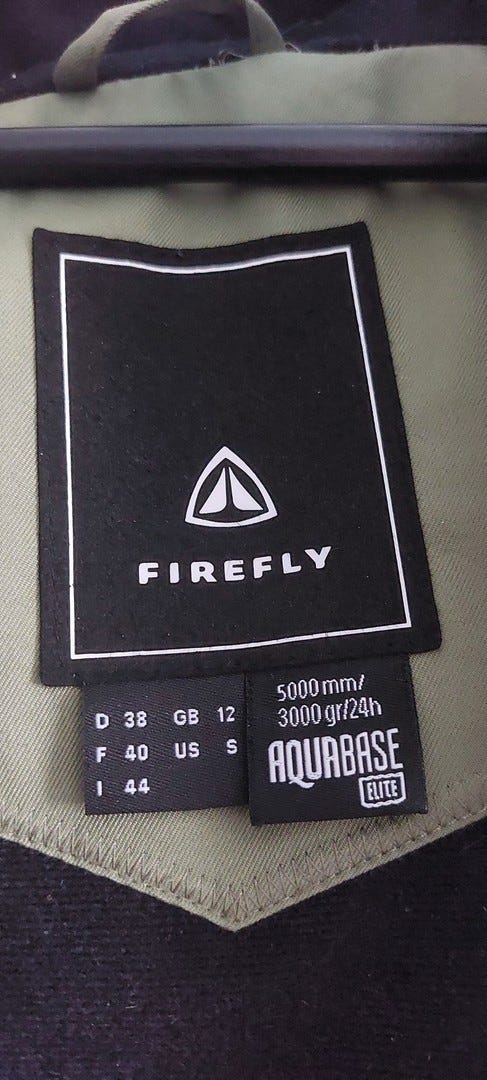 FIREFLY
D 38 GB 12
F 40 US S
I 44
5000 mm/
3000 gr/24h
AQUABASE
ELITE